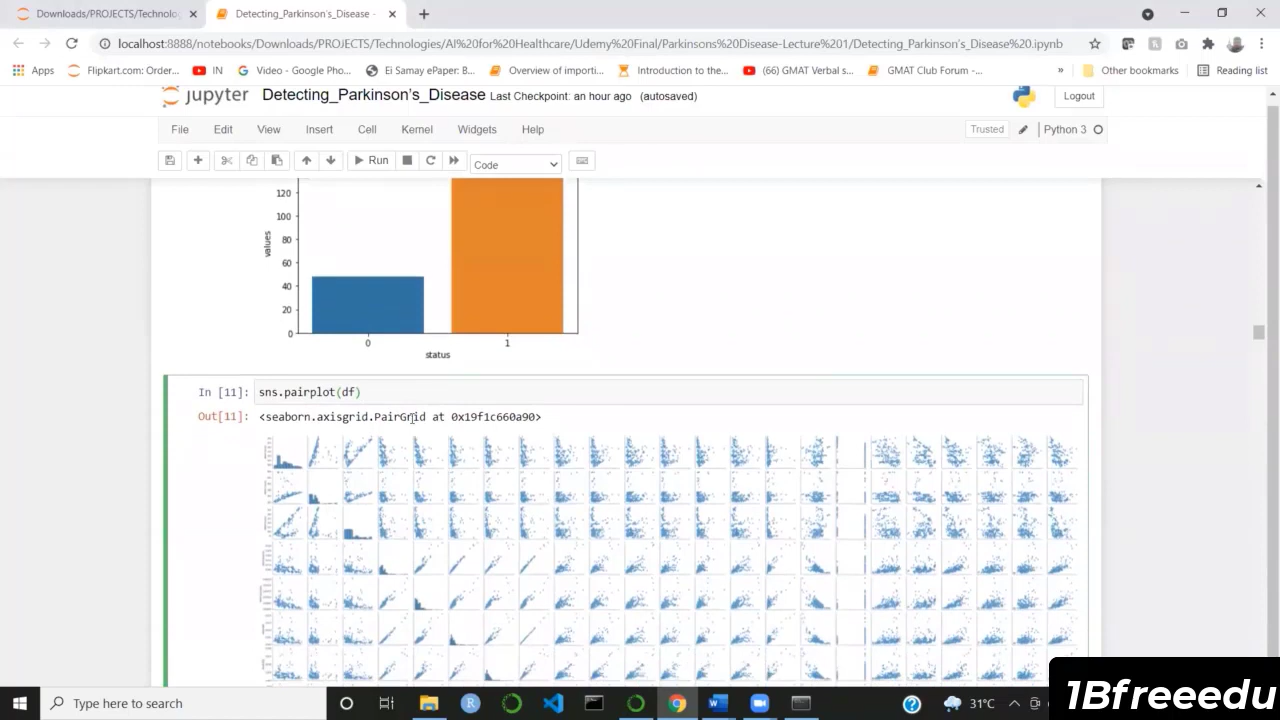 Downloads/PROJECTS/Technolo
Detecting_Parkinson's_Disease -
localhost:8888/notebooks/Downloads/PROJECTS/Technologies/AI%20for%20Healthcare/Udemy%20Final/Parkinsons%20Disease-Lecture%201/Detecting_Parkinson's_Disease%20.ipynb
Apps
Flipkart.com: Order...
IN
Video - Google Pho...
Ei Samay ePaper: B...
Overview of importi...
Introduction to the...
(66) GMAT Verbal s...
GMAT Club Forum -...
»
Other bookmarks
Reading list
jupyter Detecting_Parkinson's_Disease Last Checkpoint: an hour ago (autosaved)
Logout
File Edit View Insert Cell Kernel Widgets Help
Trusted
Python 3
Run
Code
120
100
80
60
40
20
0
values
0 1
status
In [11]: sns.pairplot(df)
Out[11]: <seaborn.axisgrid.PairGrid at 0x19f1c660a90>
Type here to search
31°C
1Bfreeedu